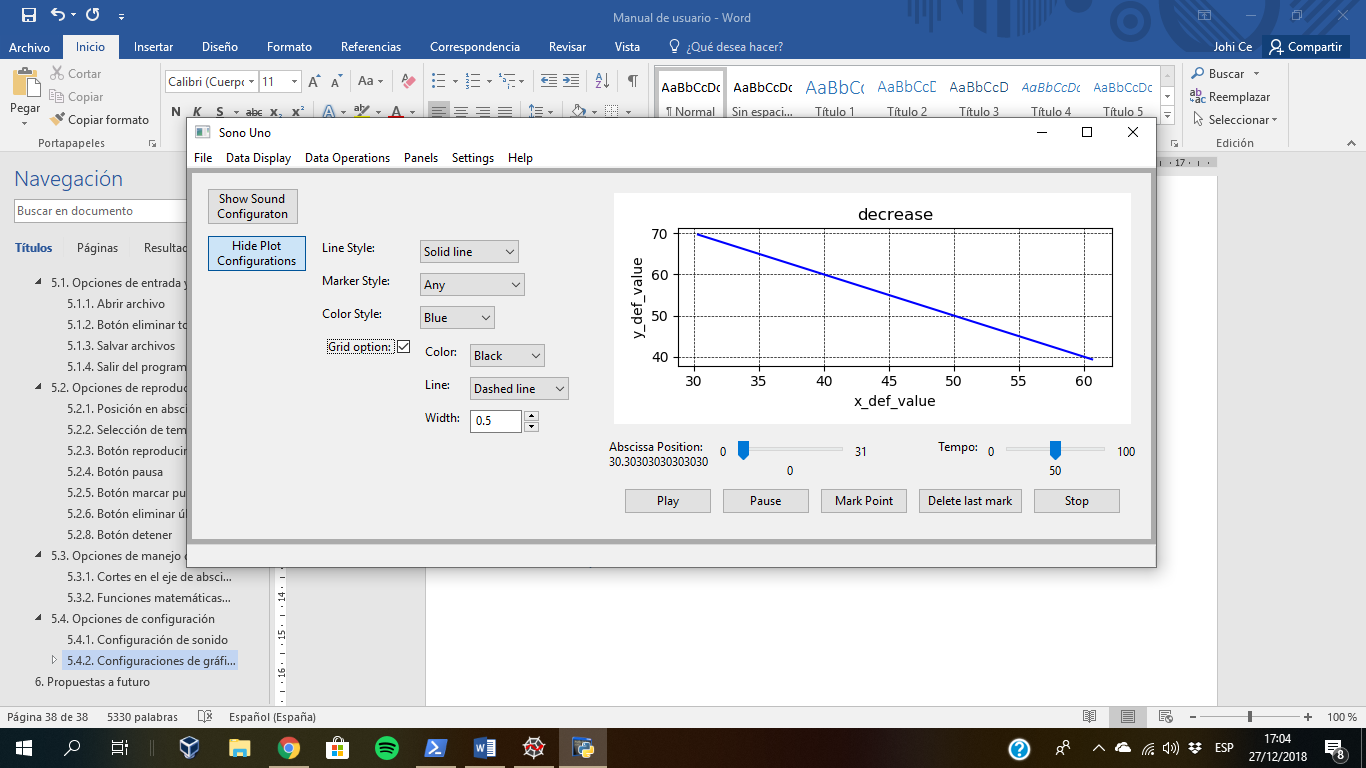 Manual de usuario - Word
Archivo
Inicio
Insertar
Diseño
Formato
Referencias
Correspondencia
Revisar
Vista
¿Qué desea hacer?
Johi Ce
Compartir
Pegar
Cortar
Copiar
Copiar formato
Portapapeles
Calibri (Cuerpo
11
Aa
N K S abc x₂ x²
AaBbCcDc AaBbCcDc AaBbCc AaBbCcD AaBbCcD AaBbCcDc AaBbCcDc
¶ Normal
Sin espaci...
Título 1
Título 2
Título 3
Título 4
Título 5
Buscar
Reemplazar
Seleccionar
Edición
17
Navegación
Buscar en documento
Títulos
Páginas
5.1. Opciones de entrada y
5.1.1. Abrir archivo
5.1.2. Botón eliminar
5.1.3. Salvar archivos
5.1.4. Salir del
5.2. Opciones de
5.2.1. Posición en
5.2.2. Selección de
5.2.3. Botón
5.2.4. Botón pausa
5.2.5. Botón marcar
5.2.6. Botón eliminar
5.2.8. Botón detener
5.3. Opciones de manejo
5.3.1. Cortes en el eje de absci...
5.3.2. Funciones matemáticas...
5.4. Opciones de configuración
5.4.1. Configuración de sonido
5.4.2. Configuraciones de gráfi...
6. Propuestas a futuro
14
15
16
Sono Uno
File
Data Display
Data Operations
Panels
Settings
Help
Show Sound
Configuraton
Hide Plot
Configurations
Line Style:
Solid line
Marker Style:
Any
Color Style:
Blue
Grid option:
Color:
Black
Line:
Dashed line
Width:
0.5
decrease
70
60
50
40
y_def_value
30 35 40 45 50 55 60
x_def_value
Abscissa Position:
30.30303030303030
0
31
0
Tempo:
0
100
50
Play
Pause
Mark Point
Delete last mark
Stop
Página 38 de 38
5330 palabras
Español (España)
100 %
ESP
17:04
27/12/2018
8